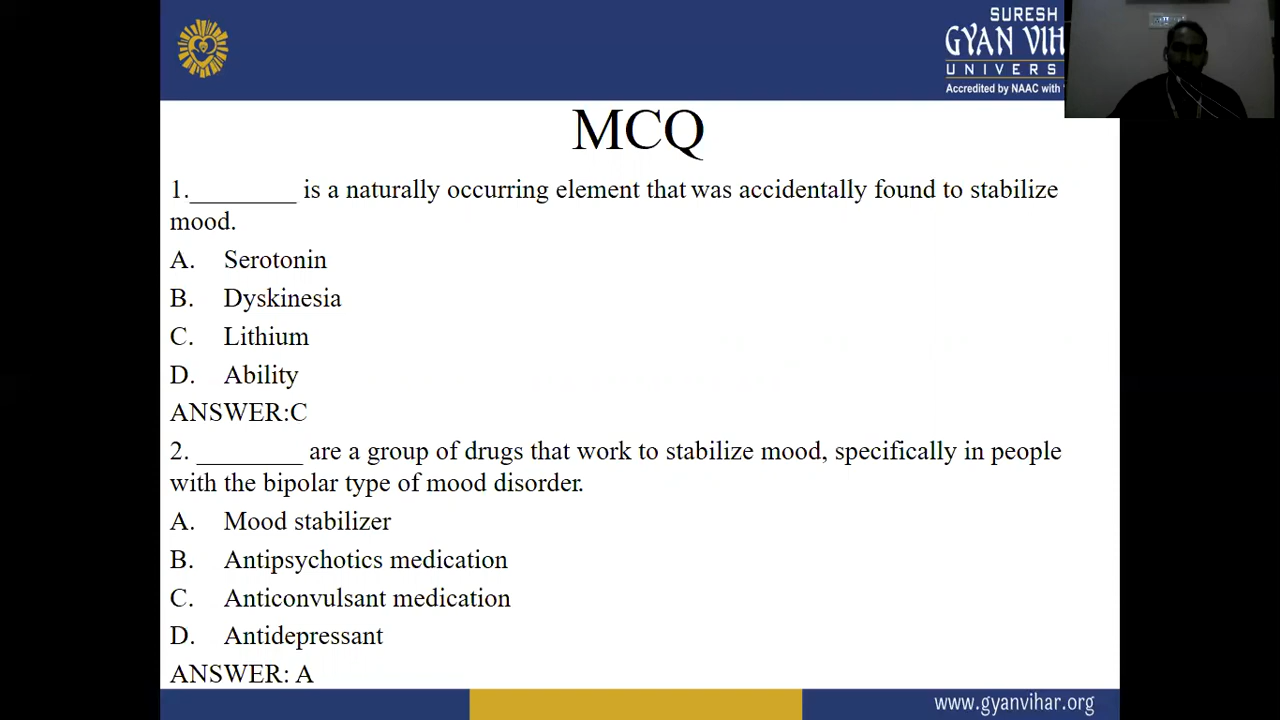 SURESH
GYAN VIH
UNIVERS
Accredited by NAAC with
MCQ
1.________ is a naturally occurring element that was accidentally found to stabilize
mood.
A. Serotonin
B. Dyskinesia
C. Lithium
D. Ability
ANSWER:C
2. ________ are a group of drugs that work to stabilize mood, specifically in people
with the bipolar type of mood disorder.
A. Mood stabilizer
B. Antipsychotics medication
C. Anticonvulsant medication
D. Antidepressant
ANSWER: A
www.gyanvihar.org